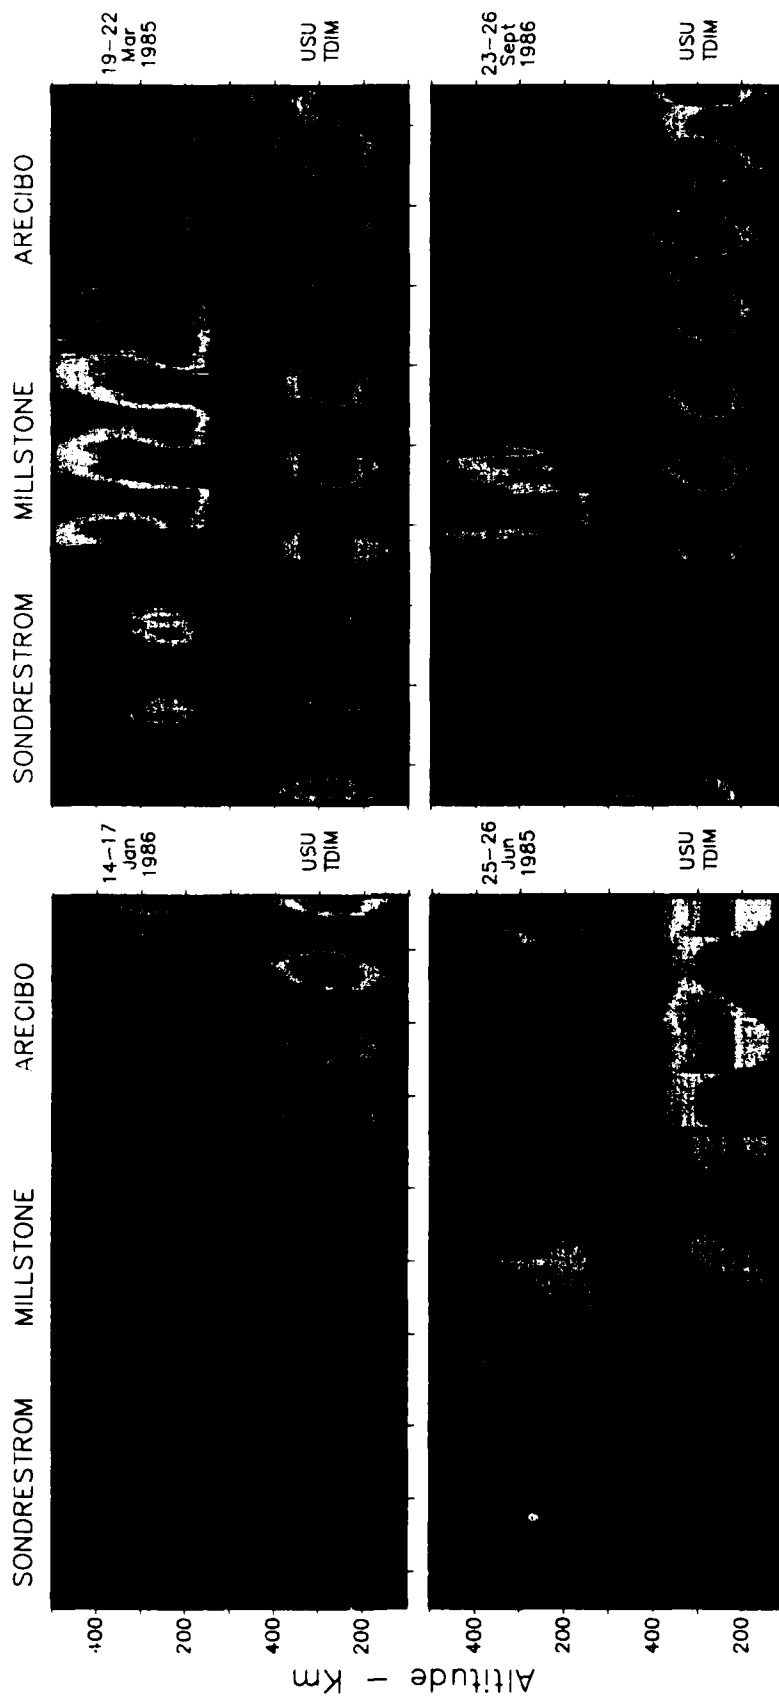 SONDRESTROM MILLSTONE ARECIBO
SONDRESTROM MILLSTONE ARECIBO
14-17
Jan
1986
19-22
Mar
1985
400
200
USU
TDIM
USU
TDIM
400
200
25-26
Jun
1985
23-26
Sept
1986
400
200
USU
TDIM
USU
TDIM
400
200
Altitude - Km